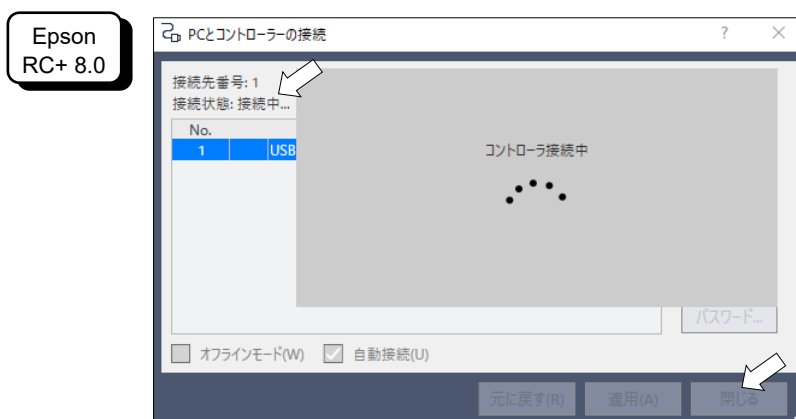 Epson
RC+ 8.0
PCとコントローラーの接続
接続先番号: 1
接続状態: 接続中...
No.
1 USB
コントローラ接続中
パスワード...
オフラインモード(W) 自動接続(U)
元に戻す(R) 適用(A) 閉じる